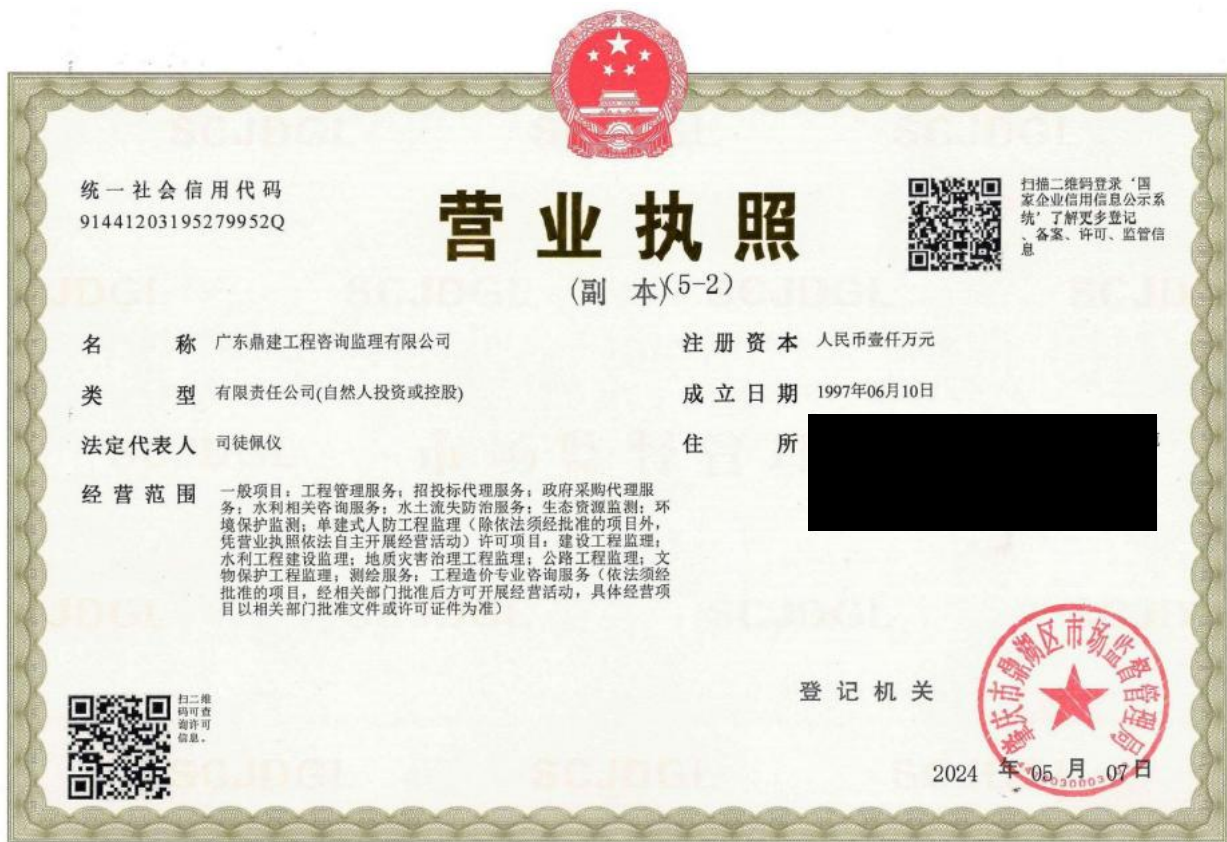 统一社会信用代码
91441203195279952Q
营业执照
(副 本)(5-2)
扫描二维码登录‘国
家企业信用信息公示系
统’了解更多登记
、备案、许可、监管信
息
名 称 广东鼎建工程咨询监理有限公司
注册资本 人民币壹仟万元
类 型 有限责任公司(自然人投资或控股)
成立日期 1997年06月10日
法定代表人 司徒佩仪
住 所
经营范围 一般项目:工程管理服务;招投标代理服务;政府采购代理服
务;水利相关咨询服务;水土流失防治服务;生态资源监测;环
境保护监测;单建式人防工程监理(除依法须经批准的项目外,
凭营业执照依法自主开展经营活动)许可项目:建设工程监理;
水利工程建设监理;地质灾害治理工程监理;公路工程监理;文
物保护工程监理;测绘服务;工程造价专业咨询服务(依法须经
批准的项目,经相关部门批准后方可开展经营活动,具体经营项
目以相关部门批准文件或许可证件为准)
扫二维
码可查
询许可
信息。
登记机关
肇庆市鼎湖区市场监督管理局
2024 年 05 月 07 日